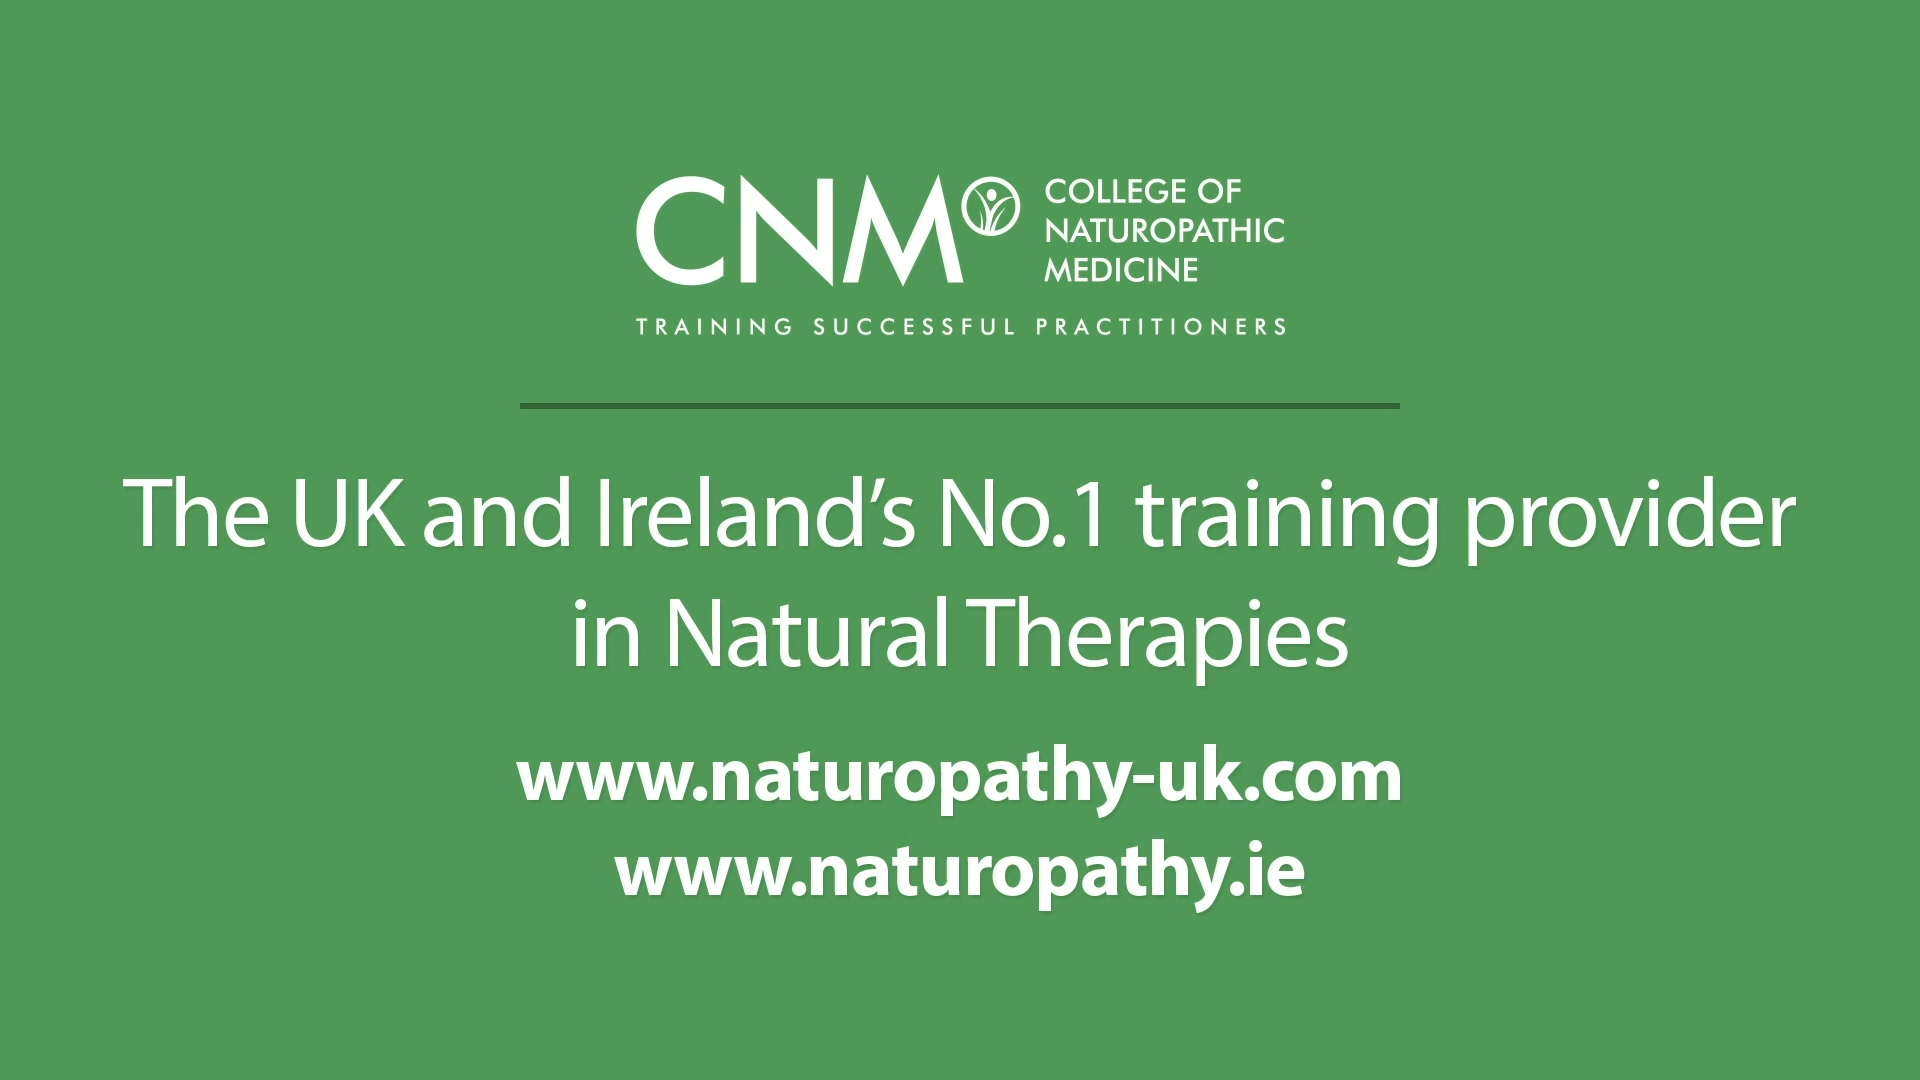 CNM
COLLEGE OF
NATUROPATHIC
MEDICINE
TRAINING SUCCESSFUL PRACTITIONERS
The UK and Ireland’s No.1 training provider
in Natural Therapies
www.naturopathy-uk.com
www.naturopathy.ie